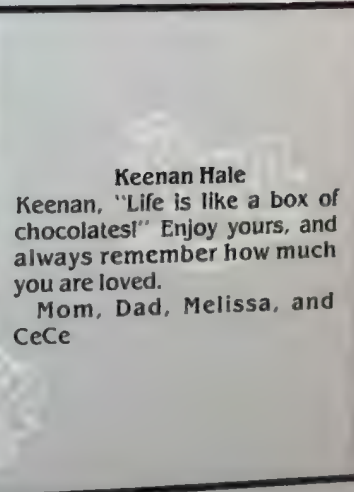 Keenan Hale
Keenan, "Life is like a box of
chocolates!" Enjoy yours, and
always remember how much
you are loved.
Mom, Dad, Melissa, and
CeCe